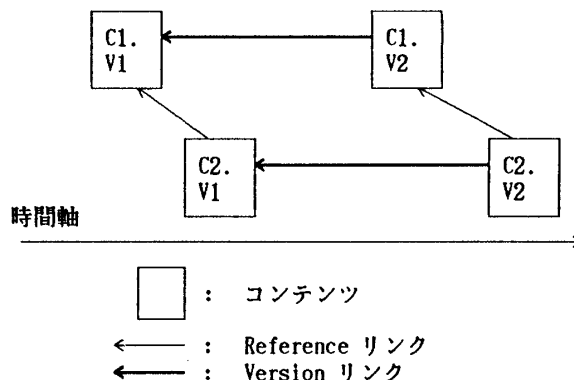 C1.
V1
C1.
V2
C2.
V1
C2.
V2
時間軸
： コンテンツ
： Reference リンク
： Version リンク